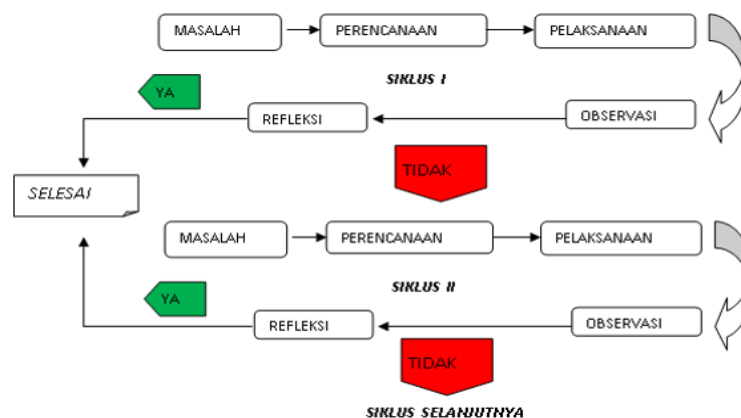 MASALAH
PERENCANAAN
PELAKSANAAN
SIKLUS I
YA
REFLEKSI
OBSERVASI
TIDAK
SELESAI
MASALAH
PERENCANAAN
PELAKSANAAN
SIKLUS II
YA
REFLEKSI
OBSERVASI
TIDAK
SIKLUS SELANJUTNYA